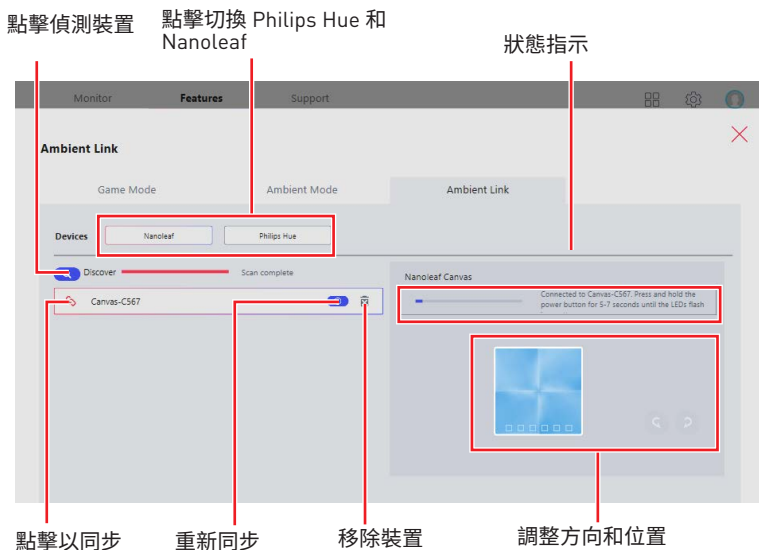 點擊偵測裝置
點擊切換 Philips Hue 和
Nanoleaf
狀態指示
Monitor
Features
Support
Ambient Link
Game Mode
Ambient Mode
Ambient Link
Devices
Nanoleaf
Philips Hue
Discover
Scan complete
Canvas-C567
Nanoleaf Canvas
Connected to Canvas-C567. Press and hold the
power button for 5-7 seconds until the LEDs flash
點擊以同步
重新同步
移除裝置
調整方向和位置